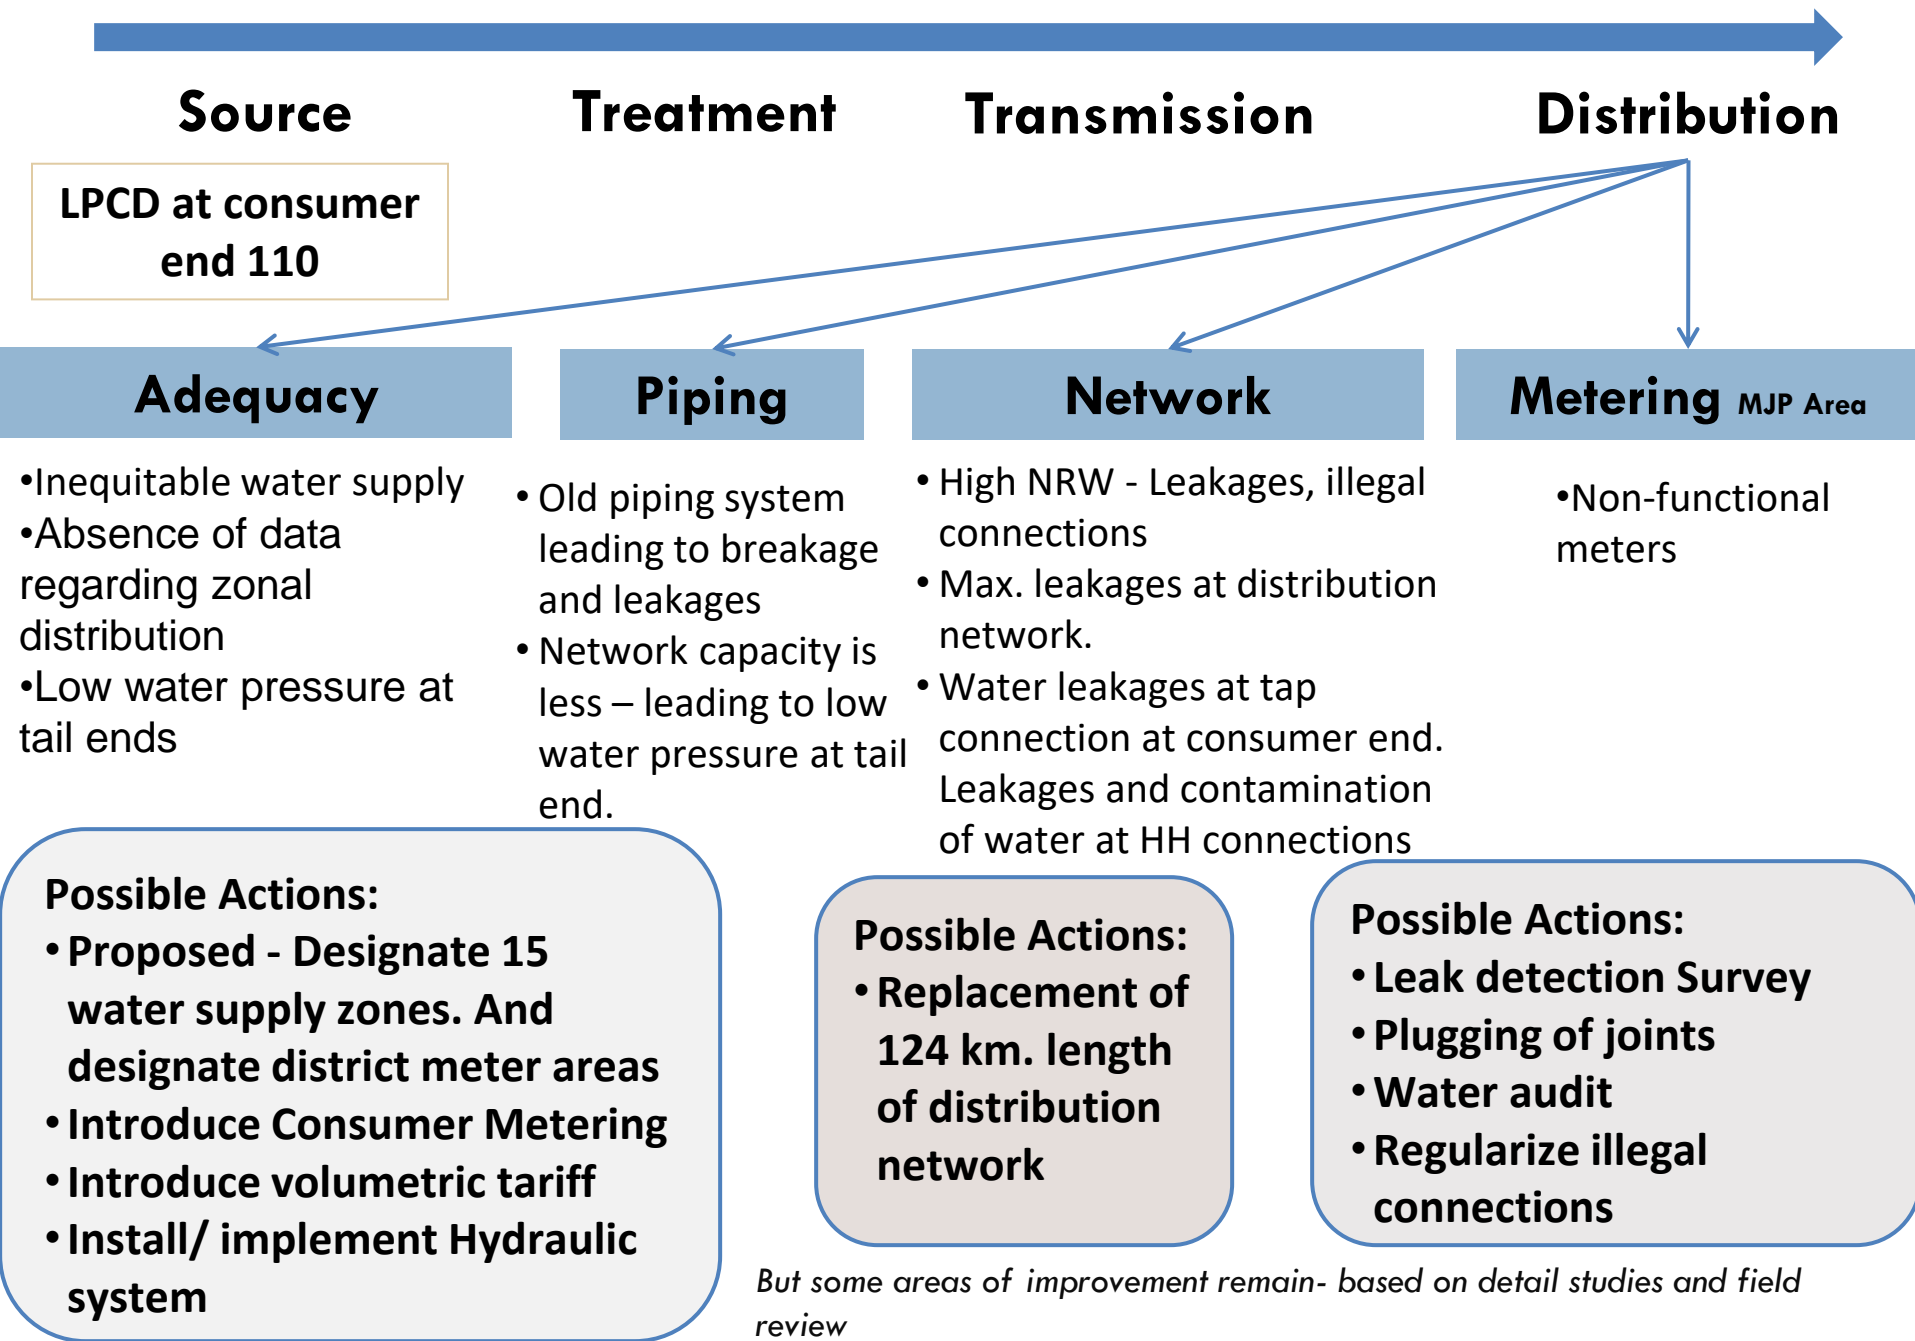 Source
Treatment
Transmission
Distribution
LPCD at consumer
end 110
Adequacy
•Inequitable water supply
•Absence of data
regarding zonal
distribution
•Low water pressure at
tail ends
Piping
• Old piping system
leading to breakage
and leakages
• Network capacity is
less – leading to low
water pressure at tail
end.
Network
• High NRW - Leakages, illegal
connections
• Max. leakages at distribution
network.
• Water leakages at tap
connection at consumer end.
Leakages and contamination
of water at HH connections
Metering MJP Area
•Non-functional
meters
Possible Actions:
• Proposed - Designate 15
water supply zones. And
designate district meter areas
• Introduce Consumer Metering
• Introduce volumetric tariff
• Install/ implement Hydraulic
system
Possible Actions:
• Replacement of
124 km. length
of distribution
network
Possible Actions:
• Leak detection Survey
• Plugging of joints
• Water audit
• Regularize illegal
connections
But some areas of improvement remain- based on detail studies and field
review